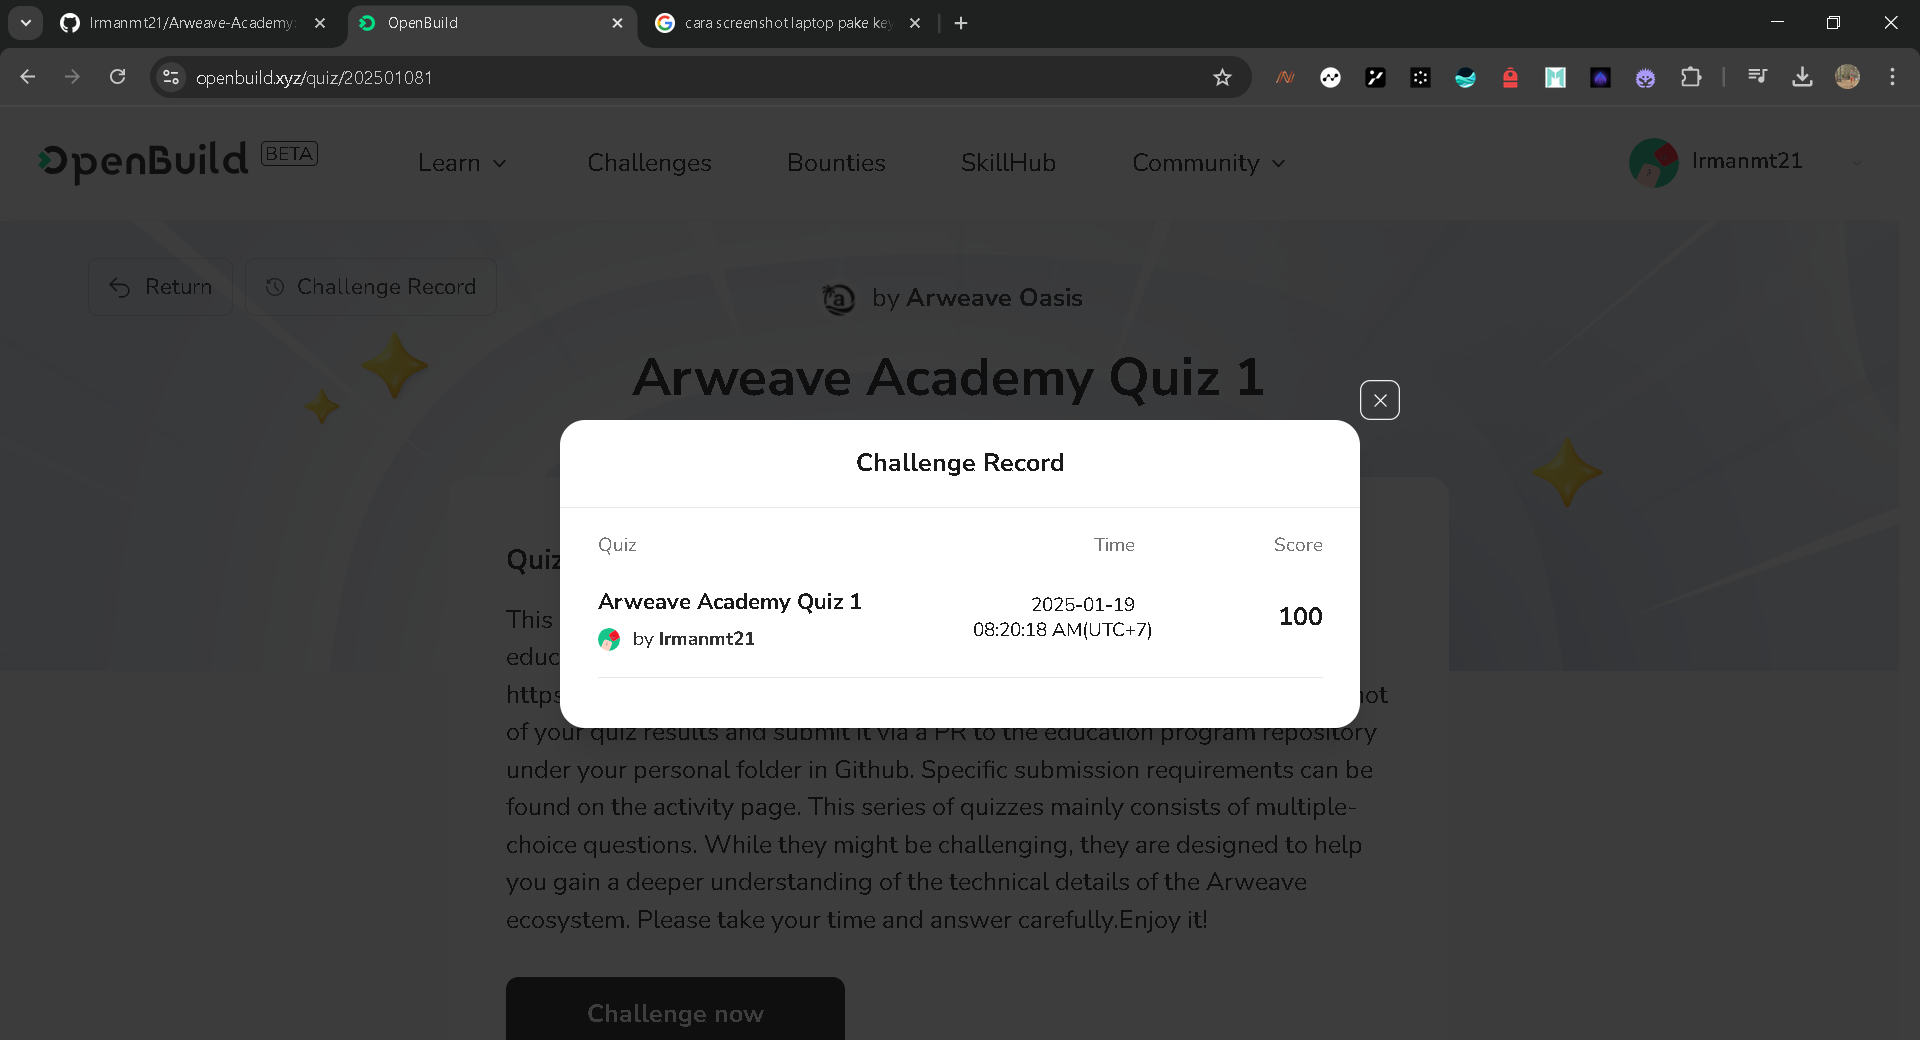 Irmanmt21/Arweave-Academy:
OpenBuild
cara screenshot laptop pake key
openbuild.xyz/quiz/202501081
OpenBuild BETA
Learn
Challenges
Bounties
SkillHub
Community
Irmanmt21
Return
Challenge Record
by Arweave Oasis
Arweave Academy Quiz 1
Challenge Record
Quiz Time Score
Arweave Academy Quiz 1
by Irmanmt21
2025-01-19
08:20:18 AM(UTC+7)
100
Quiz
This
educ
https
not
of your quiz results and submit it via a PR to the education program repository
under your personal folder in Github. Specific submission requirements can be
found on the activity page. This series of quizzes mainly consists of multiple-
choice questions. While they might be challenging, they are designed to help
you gain a deeper understanding of the technical details of the Arweave
ecosystem. Please take your time and answer carefully.Enjoy it!
Challenge now